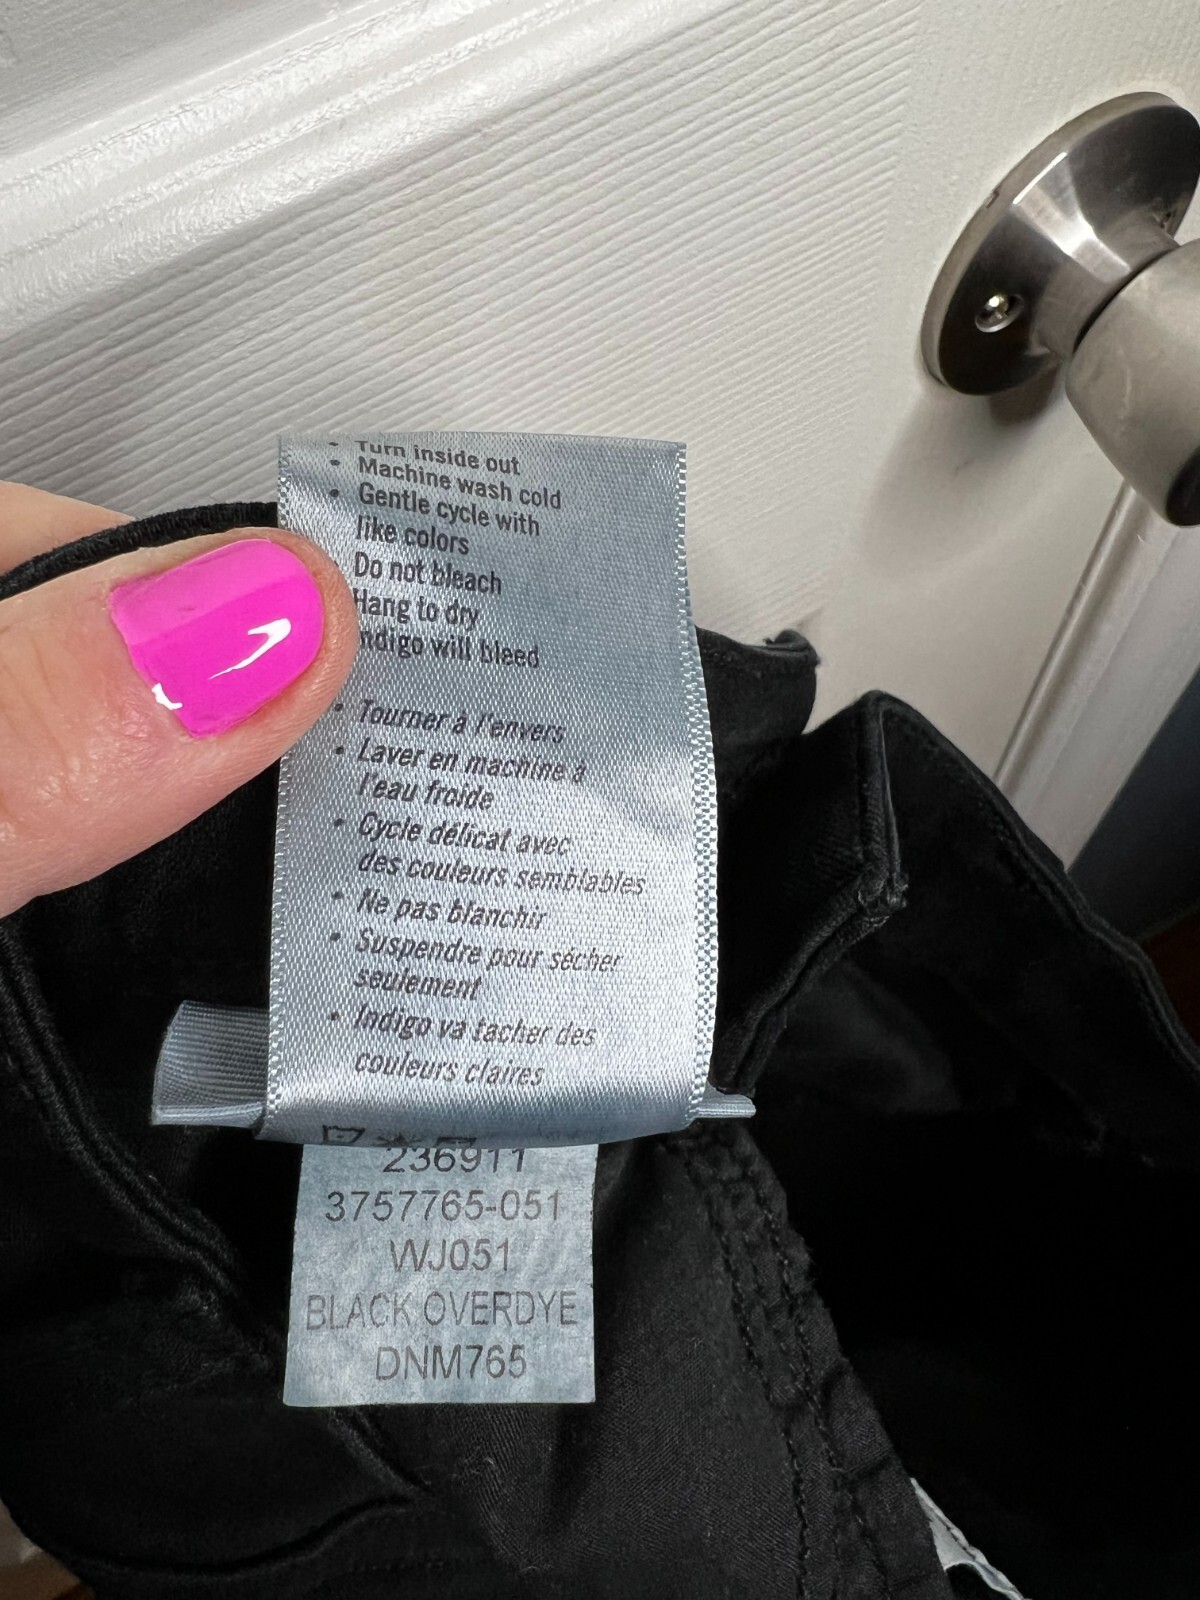 • Turn inside out
• Machine wash cold
• Gentle cycle with
like colors
Do not bleach
Hang to dry
ndigo will bleed
• Tourner à l'envers
• Laver en machine à
l'eau froide
• Cycle délicat avec
des couleurs semblables
• Ne pas blanchir
• Suspendre pour sécher
seulement
• Indigo va tacher des
couleurs claires
236911
3757765-051
WJ051
BLACK OVERDYE
DNM765